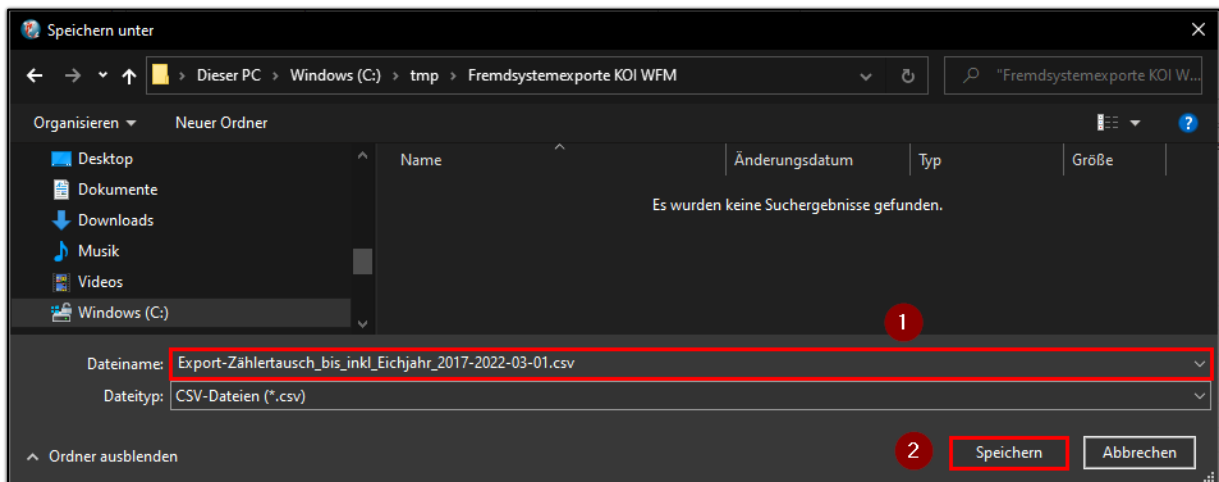 Speichern unter
Dieser PC > Windows (C:) > tmp > Fremdsystemexporte KOI WFM
"Fremdsystemexporte KOI W...
Organisieren Neuer Ordner
?
Desktop
Dokumente
Downloads
Musik
Videos
Windows (C:)
Name Änderungsdatum Typ Größe
Es wurden keine Suchergebnisse gefunden.
1
Dateiname: Export-Zählertausch_bis_inkl_Eichjahr_2017-2022-03-01.csv
Dateityp: CSV-Dateien (*.csv)
Ordner ausblenden
2 Speichern Abbrechen